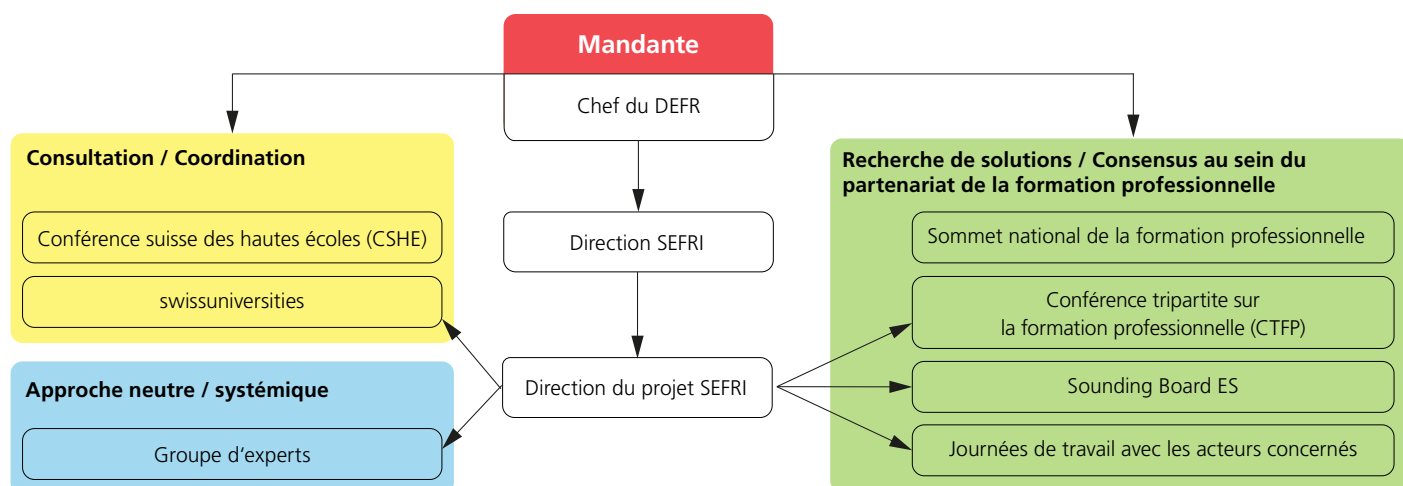 Mandante
Chef du DEFR
Consultation / Coordination
Conférence suisse des hautes écoles (CSHE)
swissuniversities
Approche neutre / systémique
Groupe d‘experts
Direction SEFRI
Direction du projet SEFRI
Recherche de solutions / Consensus au sein du
partenariat de la formation professionnelle
Sommet national de la formation professionnelle
Conférence tripartite sur
la formation professionnelle (CTFP)
Sounding Board ES
Journées de travail avec les acteurs concernés